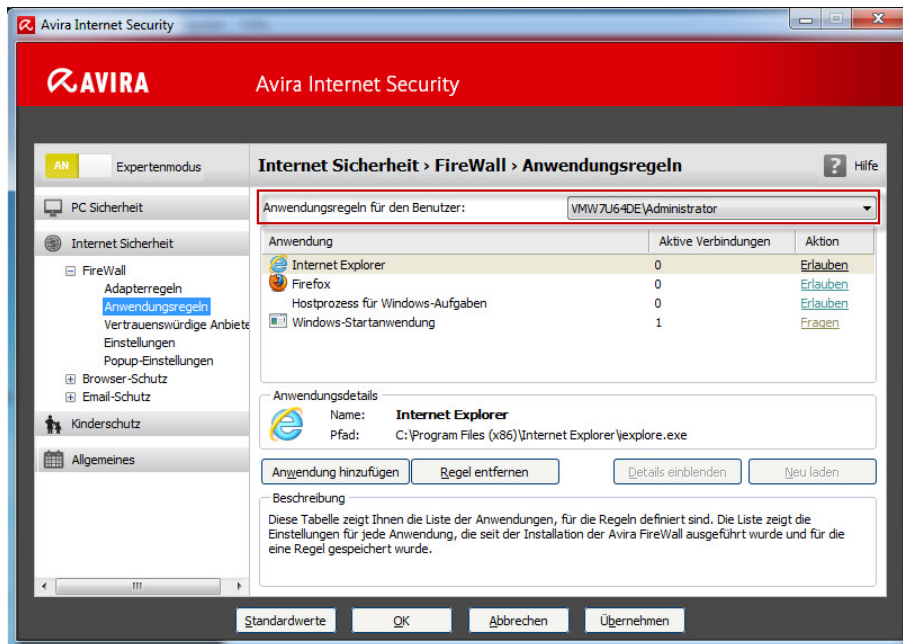 Avira Internet Security
AVIRA Avira Internet Security
AN Expertenmodus
PC Sicherheit
Internet Sicherheit
FireWall
Adapterregeln
Anwendungsregeln
Vertrauenswürdige Anbiete
Einstellungen
Popup-Einstellungen
Browser-Schutz
Email-Schutz
Kinderschutz
Allgemeines
Internet Sicherheit › FireWall › Anwendungsregeln ? Hilfe
Anwendungsregeln für den Benutzer: VMW7U64DE\Administrator
Anwendung Aktive Verbindungen Aktion
Internet Explorer 0 Erlauben
Firefox 0 Erlauben
Hostprozess für Windows-Aufgaben 0 Erlauben
Windows-Startanwendung 1 Fragen
Anwendungsdetails
Name: Internet Explorer
Pfad: C:\Program Files (x86)\Internet Explorer\iexplore.exe
Anwendung hinzufügen Regel entfernen Details einblenden Neu laden
Beschreibung
Diese Tabelle zeigt Ihnen die Liste der Anwendungen, für die Regeln definiert sind. Die Liste zeigt die
Einstellungen für jede Anwendung, die seit der Installation der Avira FireWall ausgeführt wurde und für die
eine Regel gespeichert wurde.
Standardwerte OK Abbrechen Übernehmen